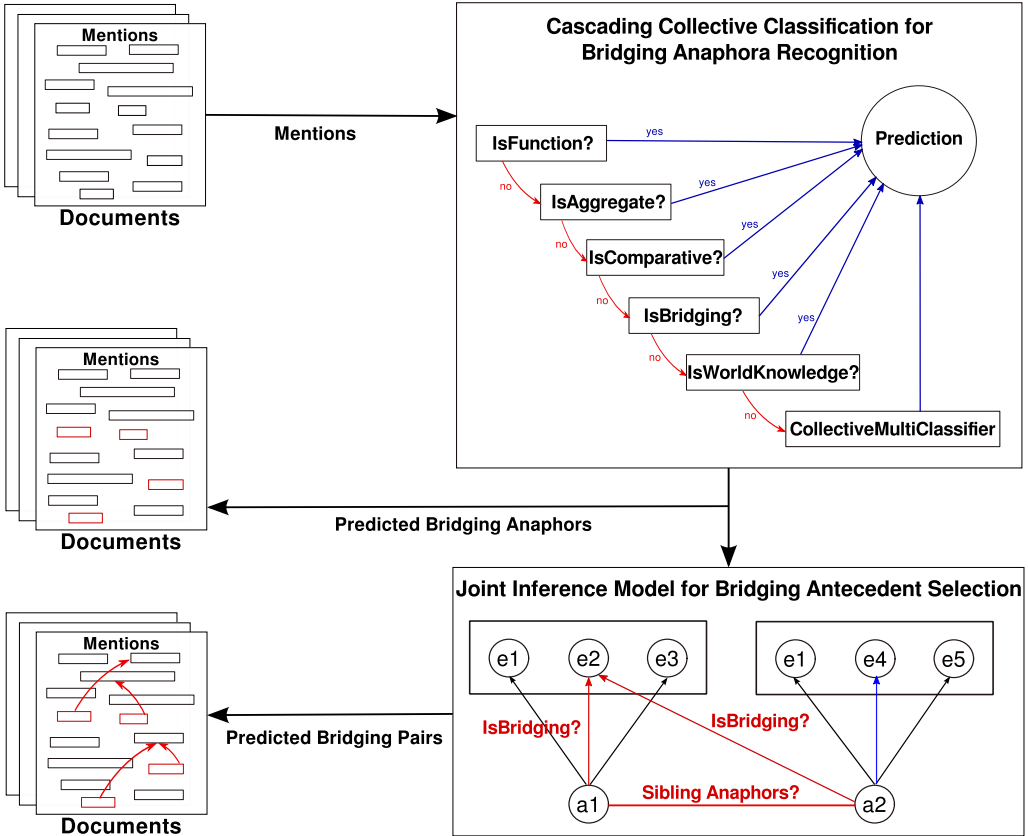 Mentions
Documents
Mentions
Cascading Collective Classification for
Bridging Anaphora Recognition
Prediction
IsFunction?
yes
no
IsAggregate?
yes
no
IsComparative?
yes
no
IsBridging?
yes
no
IsWorldKnowledge?
yes
no
CollectiveMultiClassifier
Mentions
Documents
Predicted Bridging Anaphors
Joint Inference Model for Bridging Antecedent Selection
e1 e2 e3
e1 e4 e5
IsBridging?
IsBridging?
Sibling Anaphors?
a1
a2
Predicted Bridging Pairs
Mentions
Documents